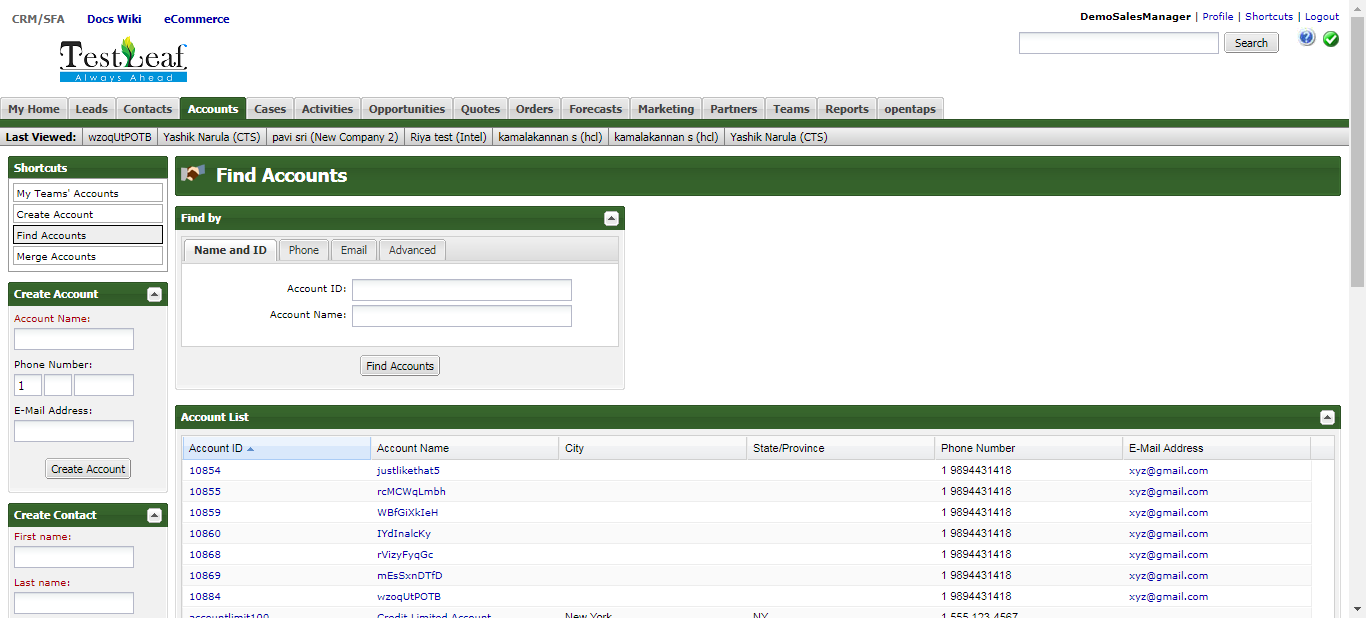 CRM/SFA Docs Wiki eCommerce
DemoSalesManager | Profile | Shortcuts | Logout
Search
TestLeaf
Always Ahead
My Home Leads Contacts Accounts Cases Activities Opportunities Quotes Orders Forecasts Marketing Partners Teams Reports opentaps
Last Viewed: wzoqUtPOTB Yashik Narula (CTS) pavi sri (New Company 2) Riya test (Intel) kamalakannan s (hcl) kamalakannan s (hcl) Yashik Narula (CTS)
Shortcuts
My Teams' Accounts
Create Account
Find Accounts
Merge Accounts
Create Account
Account Name:
Phone Number:
1
E-Mail Address:
Create Account
Create Contact
First name:
Last name:
Find Accounts
Find by
Name and ID Phone Email Advanced
Account ID:
Account Name:
Find Accounts
Account List
Account ID Account Name City State/Province Phone Number E-Mail Address
10854 justlikethat5 1 9894431418 xyz@gmail.com
10855 rcMCWqLmbh 1 9894431418 xyz@gmail.com
10859 WBfGiXkIeH 1 9894431418 xyz@gmail.com
10860 IYdInalcKy 1 9894431418 xyz@gmail.com
10868 rVizyFyqGc 1 9894431418 xyz@gmail.com
10869 mEsSxnDTfD 1 9894431418 xyz@gmail.com
10884 wzoqUtPOTB 1 9894431418 xyz@gmail.com
accountlimit100 Credit Limited Account New York NY 1 555 123 4567